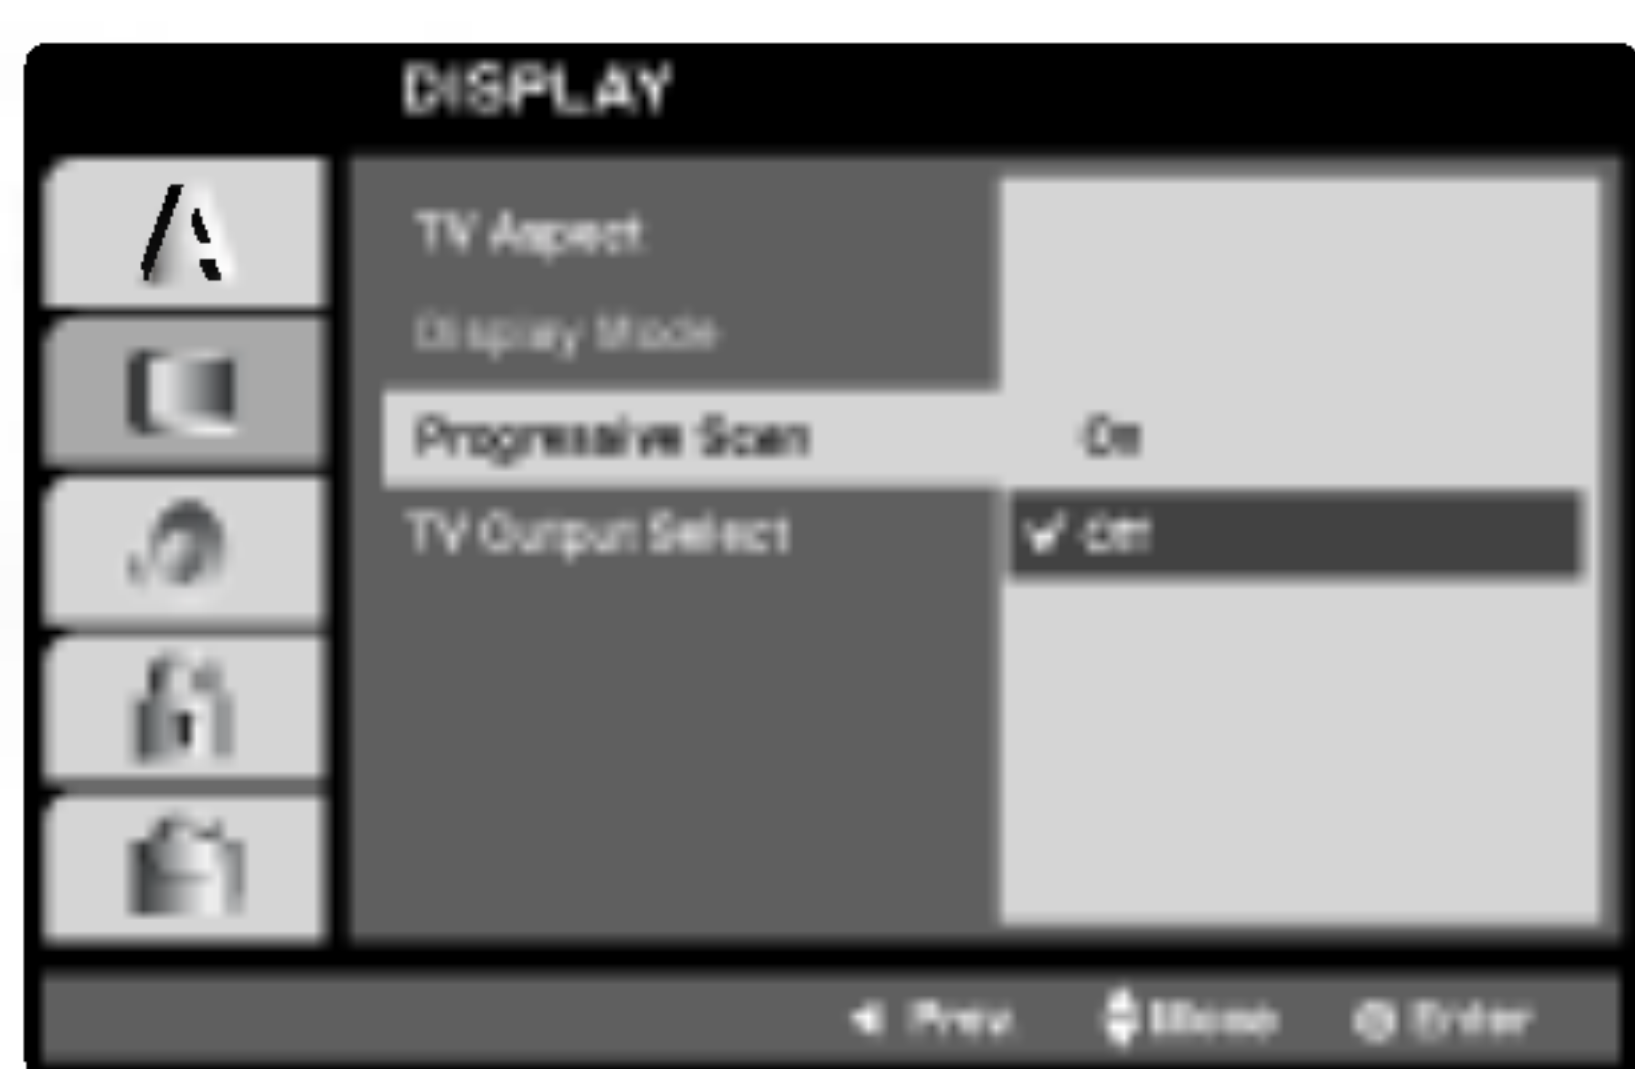 DISPLAY
TV Aspect
Display Mode
Progressive Scan On
TV Output Select Off
Prev. Move Enter